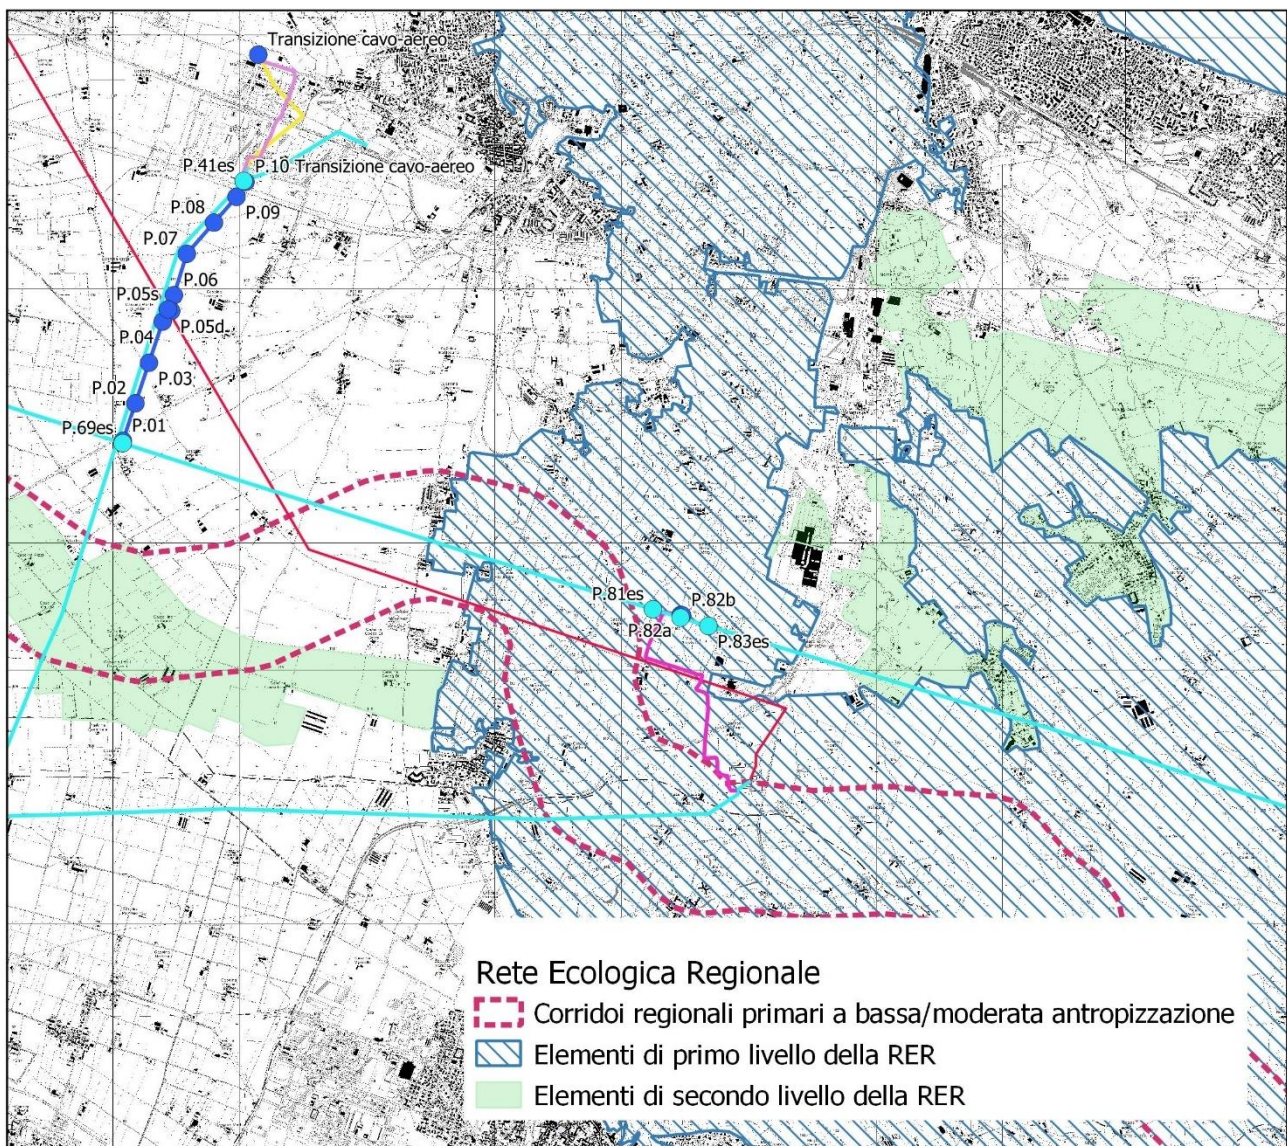 Transizione cavo-aereo
P.41es
P.10 Transizione cavo-aereo
P.09
P.08
P.07
P.06
P.05s
P.05d
P.04
P.03
P.02
P.01
P.69es
P.81es
P.82b
P.82a
P.83es
Rete Ecologica Regionale
Corridoi regionali primari a bassa/moderata antropizzazione
Elementi di primo livello della RER
Elementi di secondo livello della RER